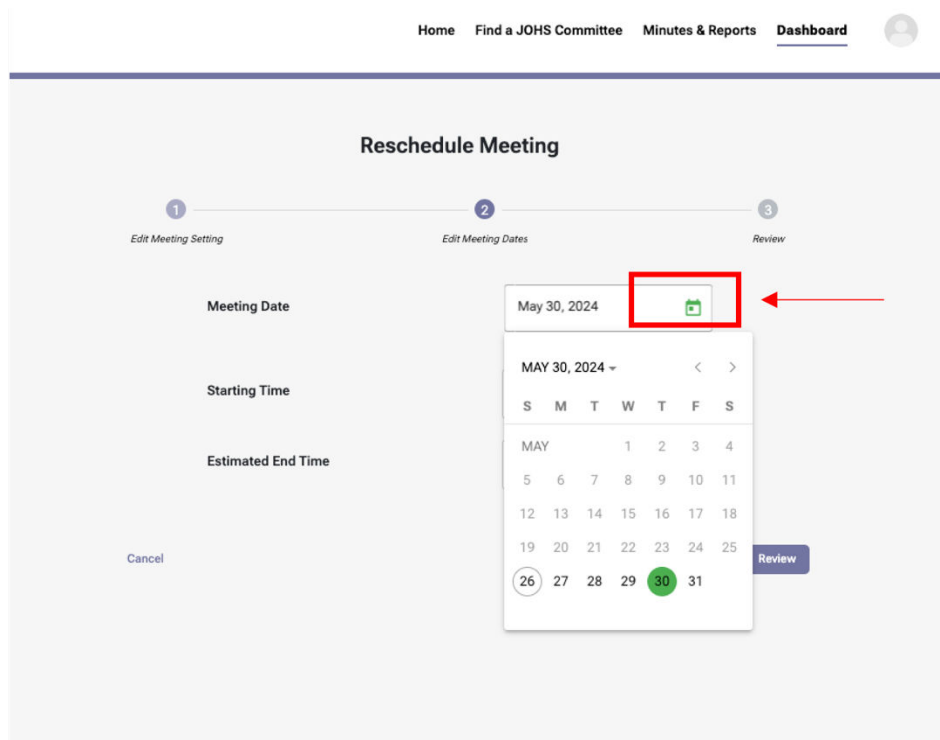 Home Find a JOHS Committee Minutes & Reports Dashboard
Reschedule Meeting
1 2 3
Edit Meeting Setting Edit Meeting Dates Review
Meeting Date May 30, 2024
MAY 30, 2024
Starting Time
S M T W T F S
MAY 1 2 3 4
Estimated End Time
5 6 7 8 9 10 11
12 13 14 15 16 17 18
19 20 21 22 23 24 25
Cancel Review
26 27 28 29 30 31